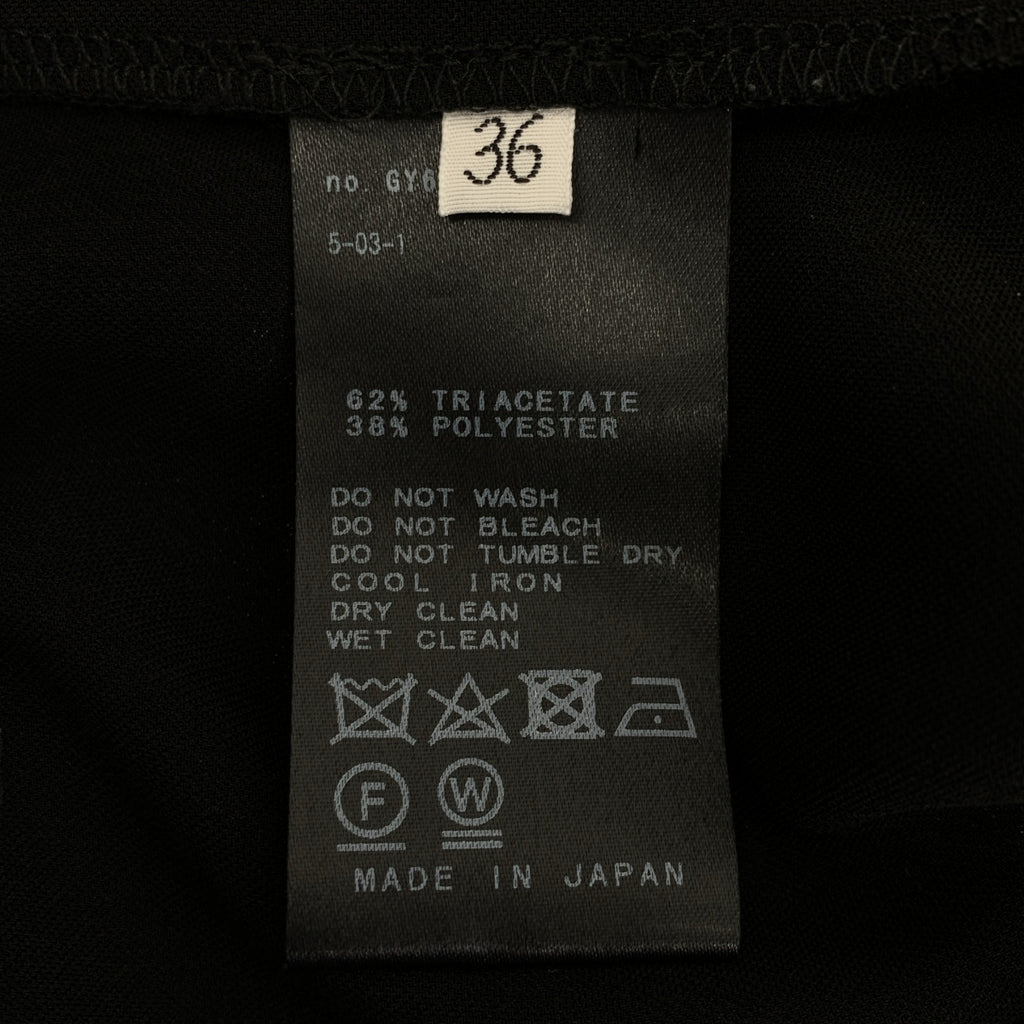 36
no. GY6
5-03-1
62% TRIACETATE
38% POLYESTER
DO NOT WASH
DO NOT BLEACH
DO NOT TUMBLE DRY
COOL IRON
DRY CLEAN
WET CLEAN
F W
MADE IN JAPAN